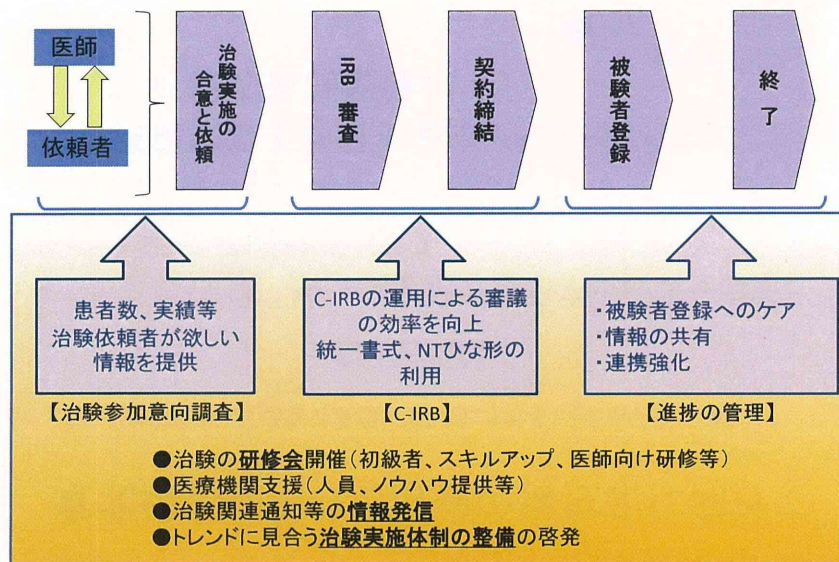 医師
依頼者
治験実施の
合意と依頼
IRB 審査
契約締結
被験者登録
終了
患者数、実績等
治験依頼者が欲しい
情報を提供
C-IRBの運用による審議
の効率を向上
統一書式、NTひな形の
利用
・被験者登録へのケア
・情報の共有
・連携強化
【治験参加意向調査】
【C-IRB】
【進捗の管理】
●治験の研修会開催（初級者、スキルアップ、医師向け研修等）
●医療機関支援（人員、ノウハウ提供等）
●治験関連通知等の情報発信
●トレンドに見合う治験実施体制の整備の啓発